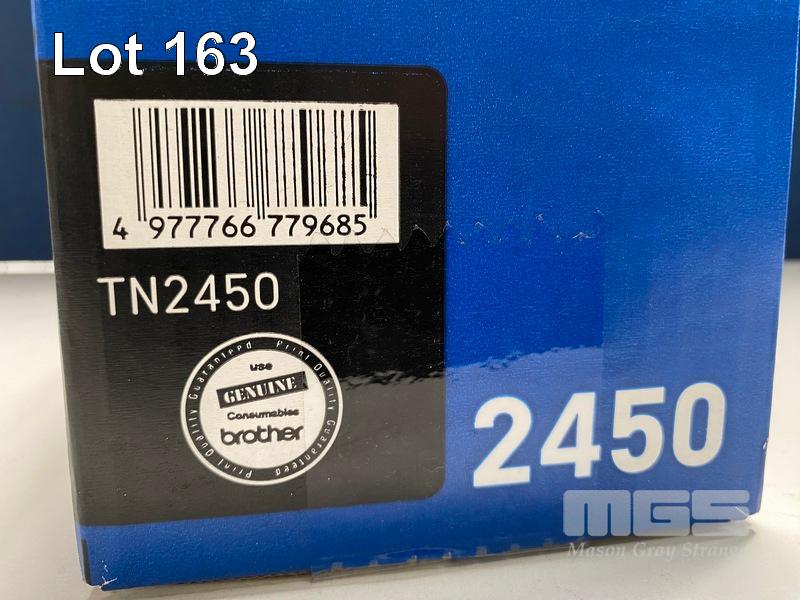 Lot 163
4 977766 779685
TN2450
Print Quality Guaranteed Print Quality Guaranteed
use
GENUINE
Consumables
brother
2450
MGS
Mason Gray Strange